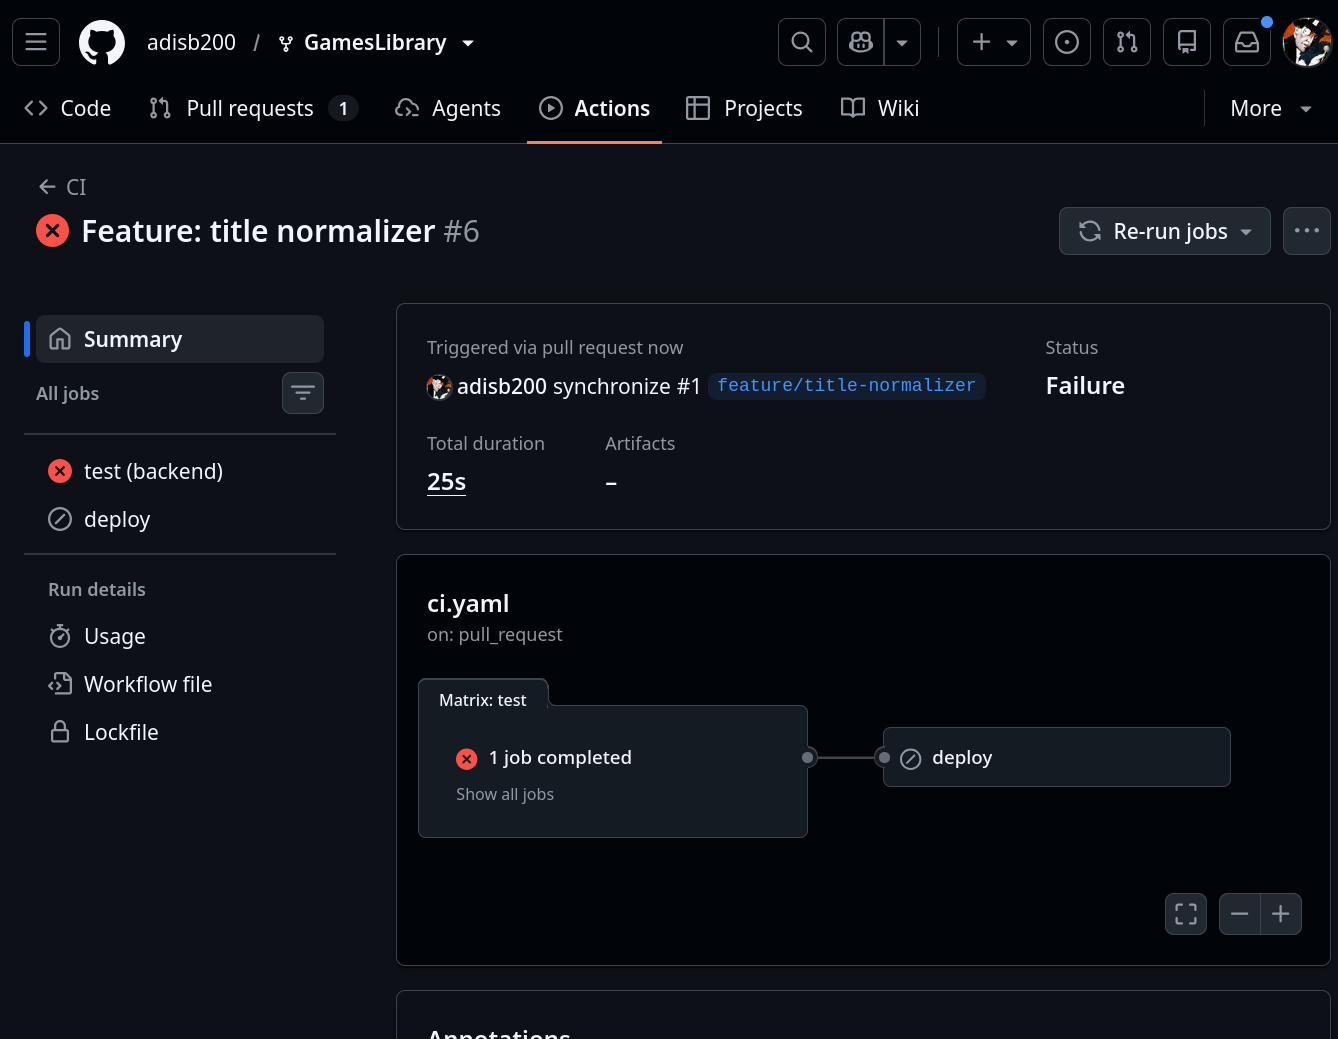 adisb200 / GamesLibrary
Code Pull requests 1 Agents Actions Projects Wiki More
CI
Feature: title normalizer #6
Re-run jobs
Summary
All jobs
test (backend)
deploy
Run details
Usage
Workflow file
Lockfile
Triggered via pull request now
adisb200 synchronize #1 feature/title-normalizer
Status
Failure
Total duration
25s
Artifacts
–
ci.yaml
on: pull_request
Matrix: test
1 job completed
Show all jobs
deploy
Annotations